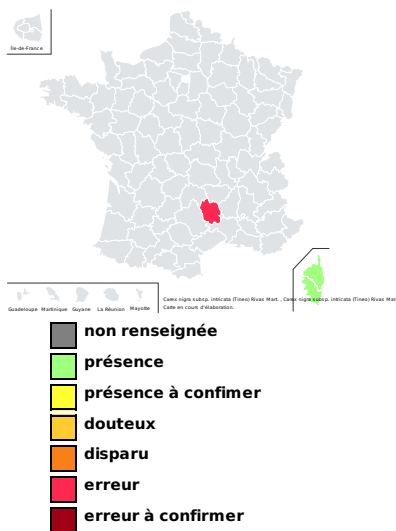 Île-de-France
Guadeloupe Martinique Guyane La Réunion Mayotte
Carex nigra subsp. intricata (Tineo) Rivas Mart. , Carex nigra subsp. intricata (Tineo) Rivas Mar
Carte en cours d'élaboration.
non renseignée
présence
présence à confimer
douteux
disparu
erreur
erreur à confirmer